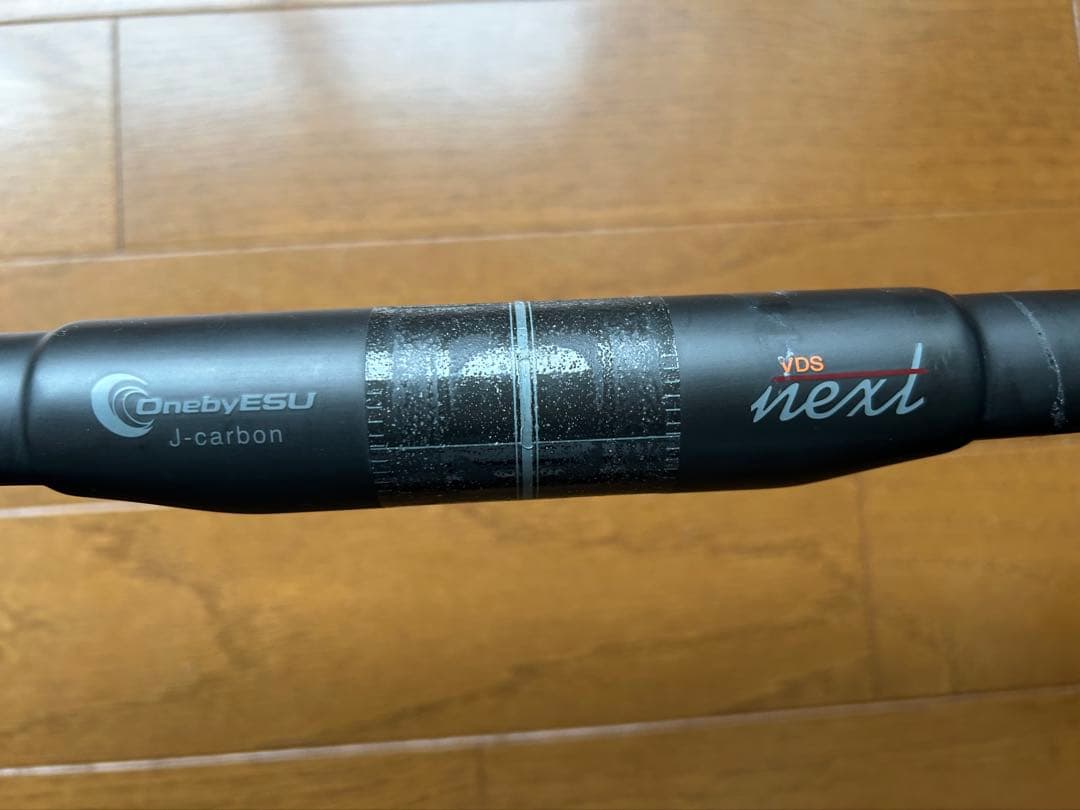 OnebyESU
J-carbon
VDS
next